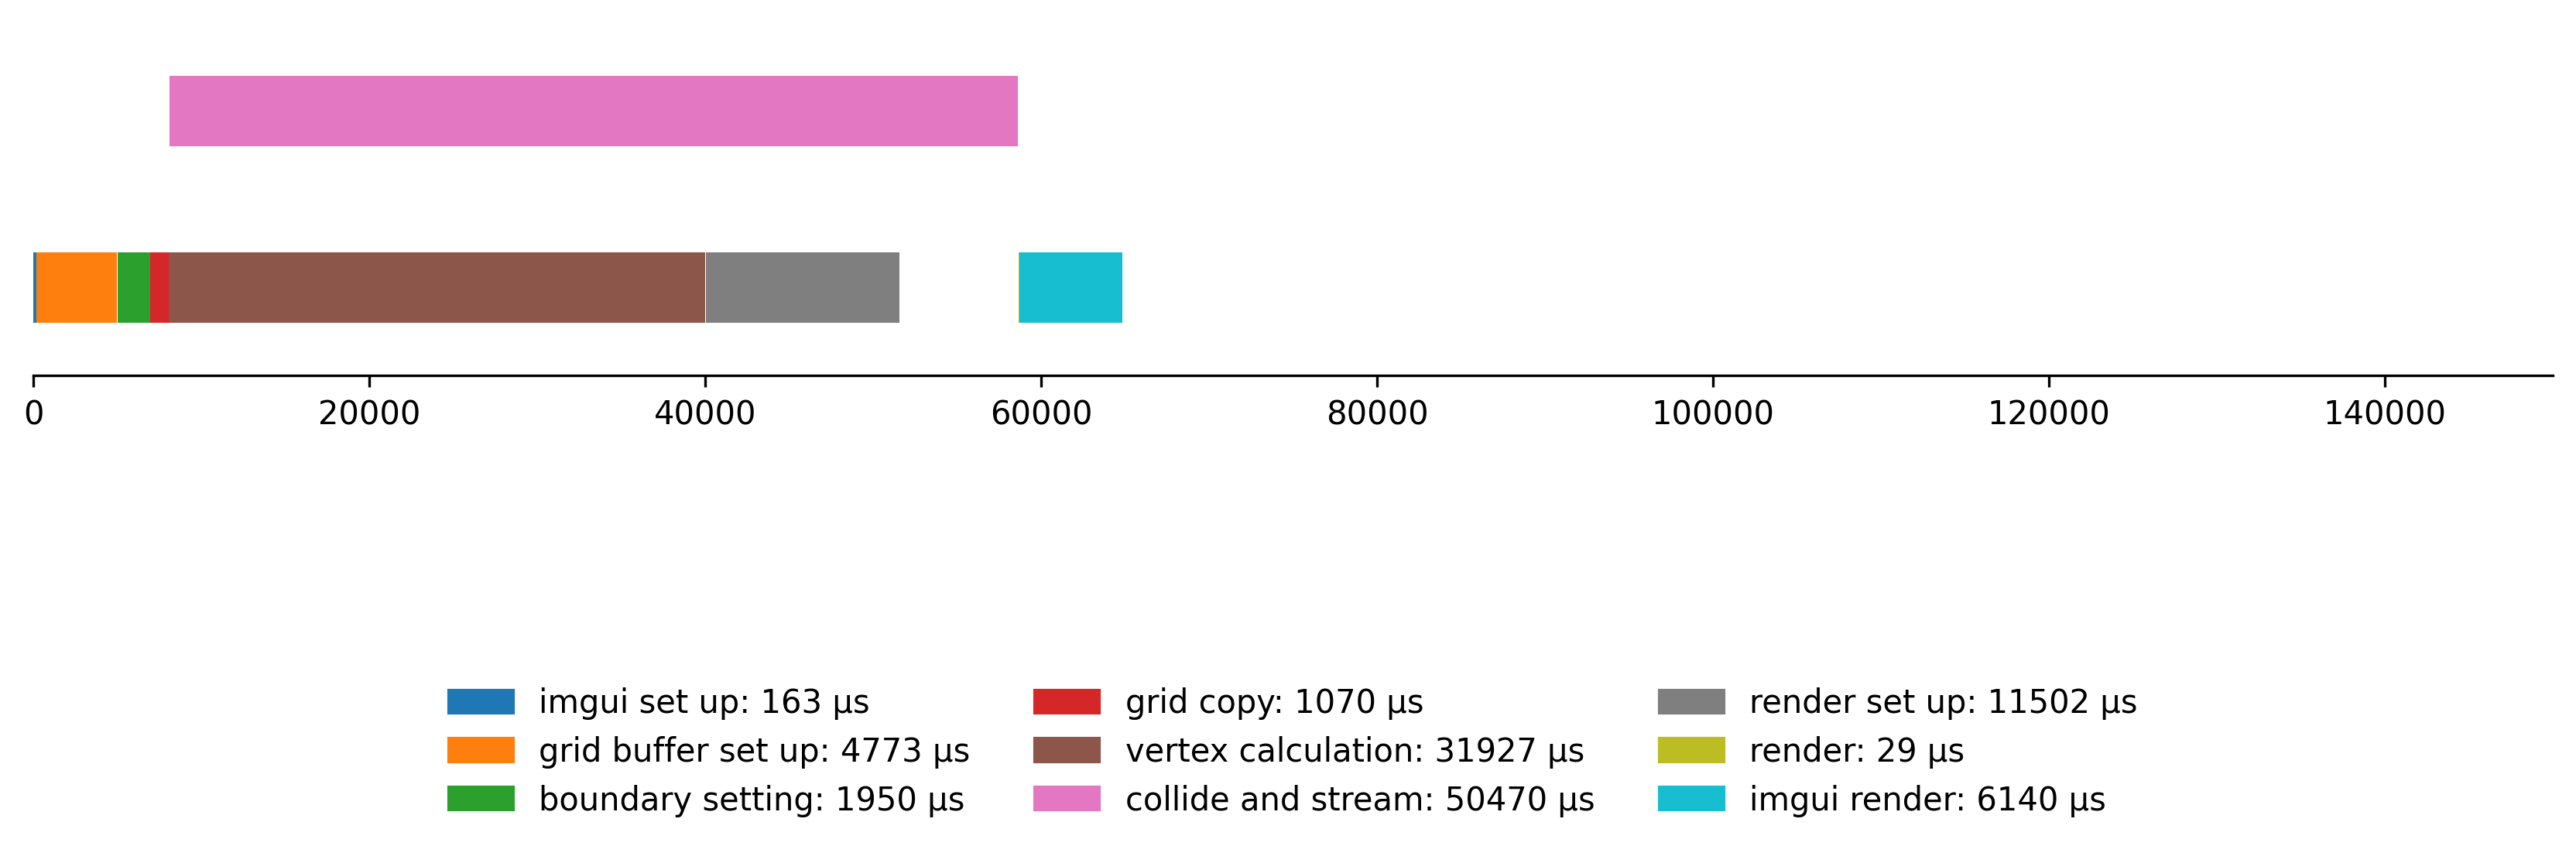 0 20000 40000 60000 80000 100000 120000 140000
imgui set up: 163 μs
grid buffer set up: 4773 μs
boundary setting: 1950 μs
grid copy: 1070 μs
vertex calculation: 31927 μs
collide and stream: 50470 μs
render set up: 11502 μs
render: 29 μs
imgui render: 6140 μs